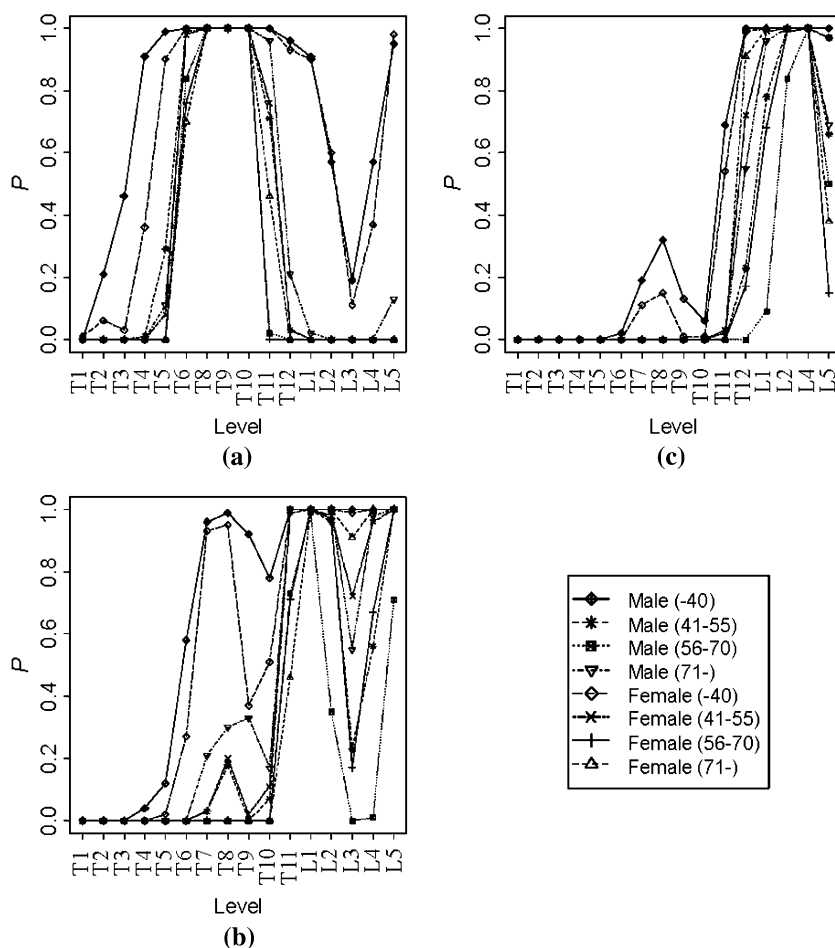 1.0
0.8
0.6
0.4
0.2
0.0
P
T1 T2 T3 T4 T5 T6 T8 T9 T10 T11 T12 L1 L2 L3 L4 L5
Level
(a)
1.0
0.8
0.6
0.4
0.2
0.0
P
T1 T2 T3 T4 T5 T6 T7 T8 T9 T10 T11 T12 L1 L2 L4 L5
Level
(c)
1.0
0.8
0.6
0.4
0.2
0.0
P
T1 T2 T3 T4 T5 T6 T7 T8 T9 T10 T11 L1 L2 L3 L4 L5
Level
(b)
Male (-40)
Male (41-55)
Male (56-70)
Male (71-)
Female (-40)
Female (41-55)
Female (56-70)
Female (71-)